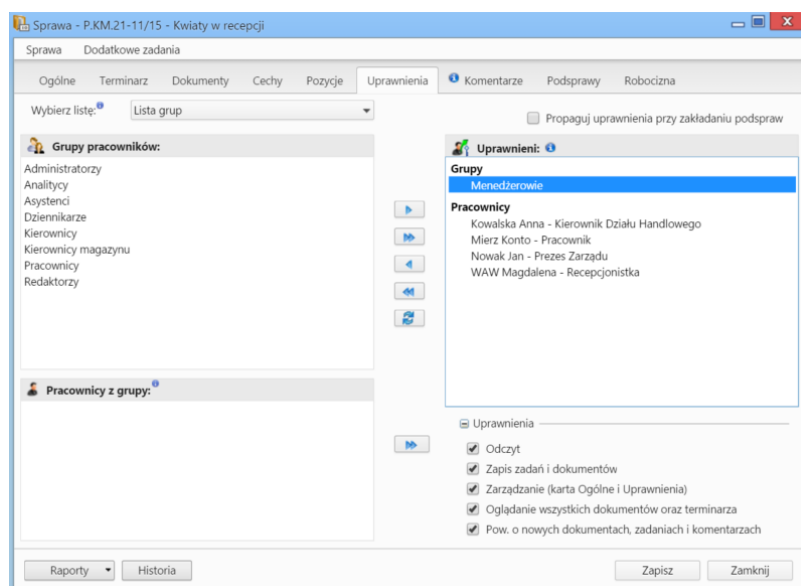 Sprawa - P.KM.21-11/15 - Kwiaty w recepcji
Sprawa Dodatkowe zadania
Ogólne Terminarz Dokumenty Cechy Pozycje Uprawnienia Komentarze Podsprawy Robocizna
Wybierz listę: Lista grup
Propaguj uprawnienia przy zakładaniu podspraw
Grupy pracowników:
Administratorzy
Analitycy
Asystenci
Dziennikarze
Kierownicy
Kierownicy magazynu
Pracownicy
Redaktorzy
Pracownicy z grupy:
Uprawnieni:
Grupy
Menedżerowie
Pracownicy
Kowalska Anna - Kierownik Działu Handlowego
Mierz Konto - Pracownik
Nowak Jan - Prezes Zarządu
WAW Magdalena - Recepcjonistka
Uprawnienia
Odczyt
Zapis zadań i dokumentów
Zarządzanie (karta Ogólne i Uprawnienia)
Oglądanie wszystkich dokumentów oraz terminarza
Pow. o nowych dokumentach, zadaniach i komentarzach
Raporty Historia Zapisz Zamknij